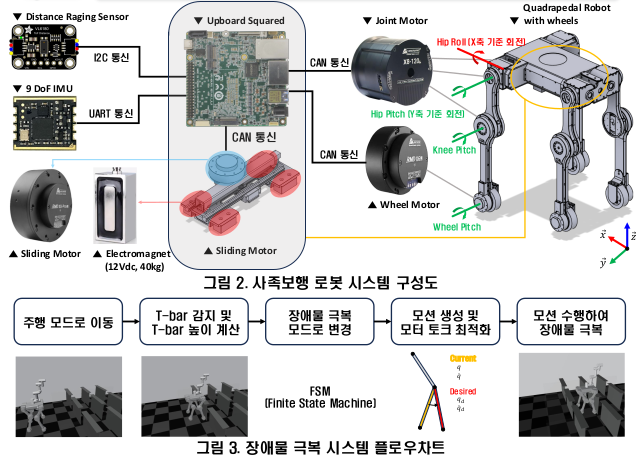 ▼ Distance Raging Sensor
▼ Upboard Squared
▼ Joint Motor
Quadrapedal Robot
▼ with wheels
I2C 통신
CAN 통신
Hip Roll (X축 기준 회전)
▼ 9 DoF IMU
UART 통신
Hip Pitch (Y축 기준 회전)
CAN 통신
CAN 통신
Knee Pitch
▲ Wheel Motor
Wheel Pitch
▲ Sliding Motor
▲ Electromagnet
(12Vdc, 40kg)
▲ Sliding Motor
x
y
z
그림 2. 사족보행 로봇 시스템 구성도
주행 모드로 이동
T-bar 감지 및
T-bar 높이 계산
장애물 극복
모드로 변경
모션 생성 및
모터 토크 최적화
모션 수행하여
장애물 극복
FSM
(Finite State Machine)
Current
q
q̇
Desired
q_d
q̇_d
그림 3. 장애물 극복 시스템 플로우차트